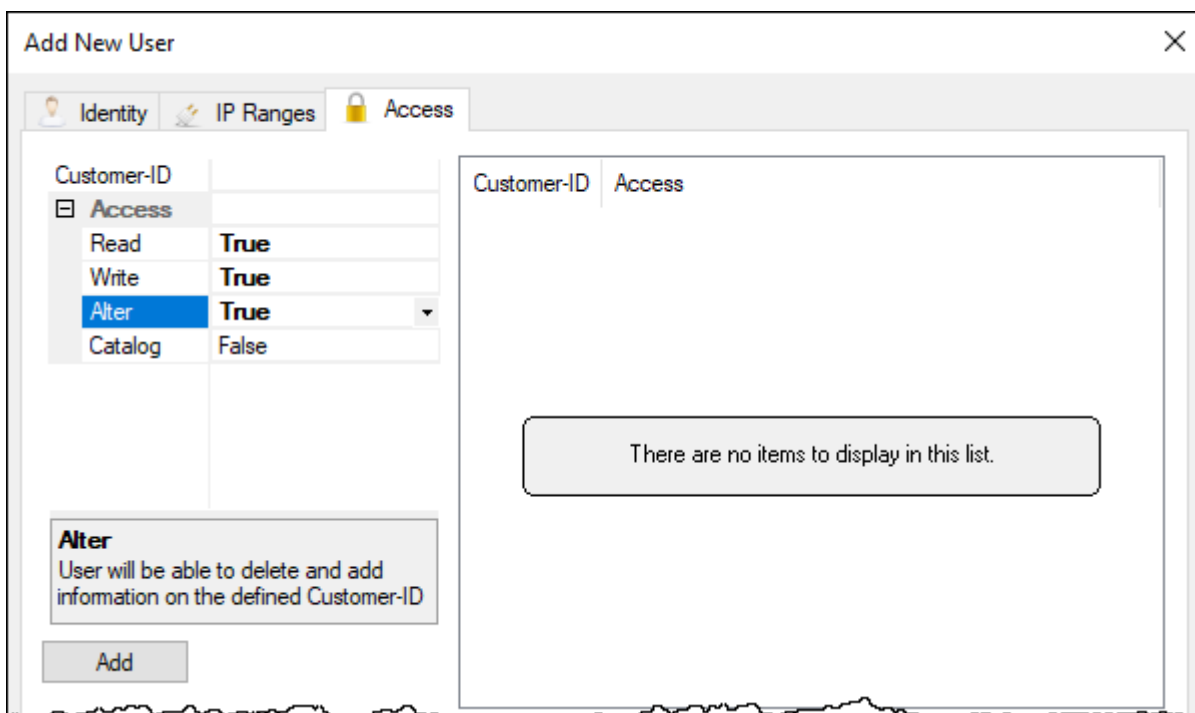 Add New User
Identity IP Ranges Access
Customer-ID
Access
Read True
Write True
Alter True
Catalog False
Alter
User will be able to delete and add
information on the defined Customer-ID
Add
Customer-ID Access
There are no items to display in this list.